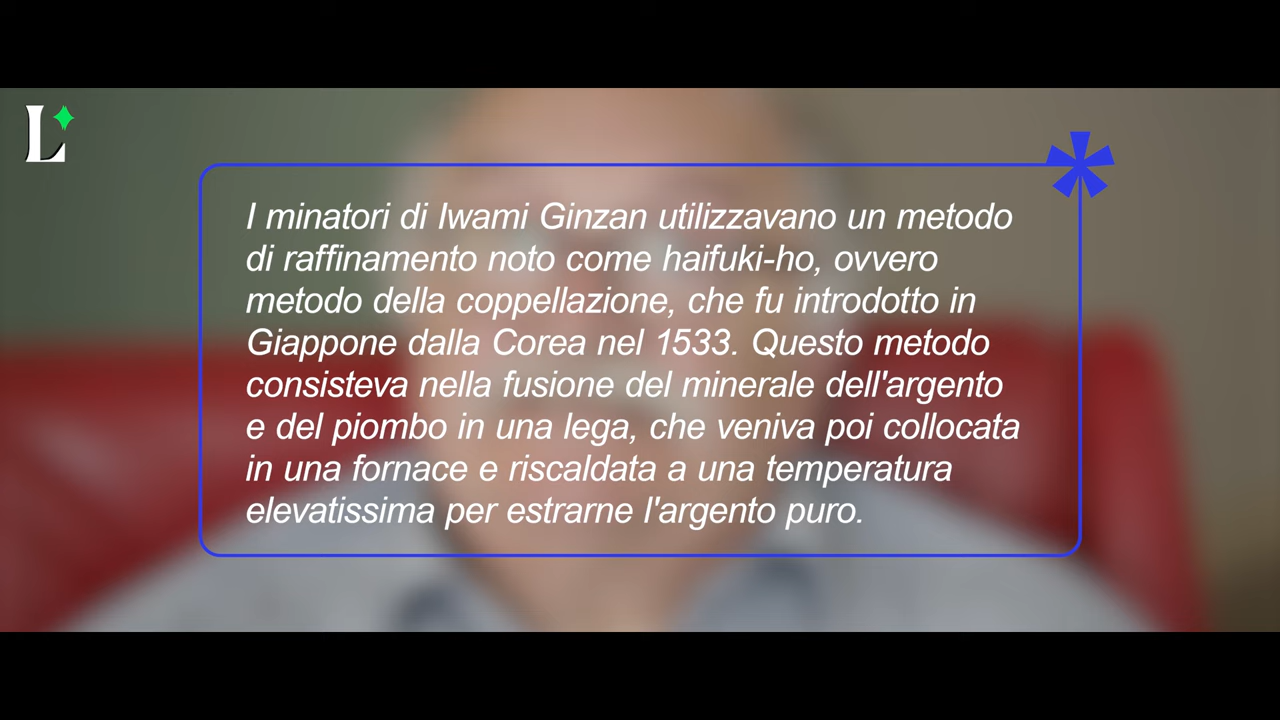 L
I minatori di Iwami Ginzan utilizzavano un metodo
di raffinamento noto come haifuki-ho, ovvero
metodo della coppellazione, che fu introdotto in
Giappone dalla Corea nel 1533. Questo metodo
consisteva nella fusione del minerale dell'argento
e del piombo in una lega, che veniva poi collocata
in una fornace e riscaldata a una temperatura
elevatissima per estrarne l'argento puro.